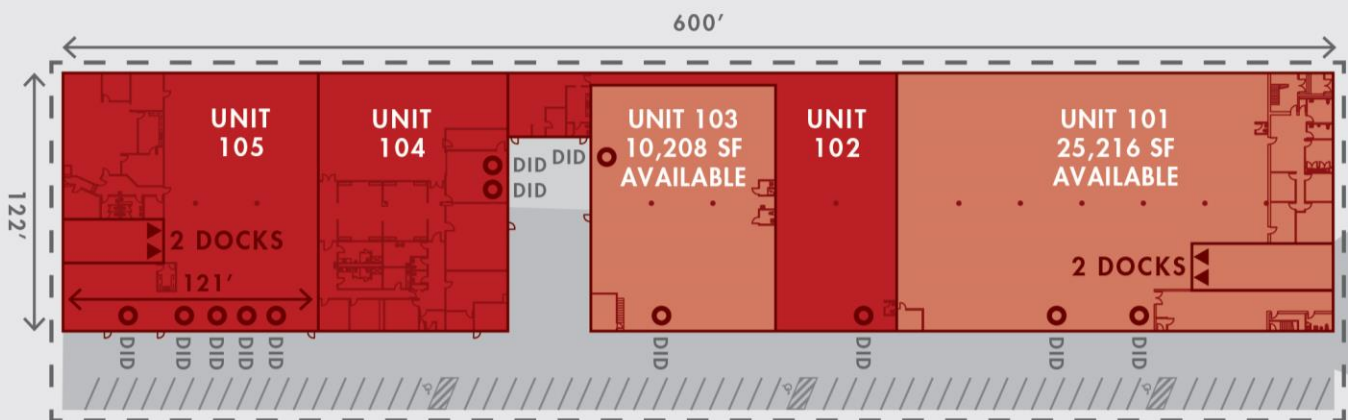 600’
122’
UNIT
105
UNIT
104
UNIT 103
10,208 SF
AVAILABLE
UNIT
102
UNIT 101
25,216 SF
AVAILABLE
DID
DID
DID
2 DOCKS
121’
2 DOCKS
DID
DID
DID
DID
DID
DID
DID
DID
DID